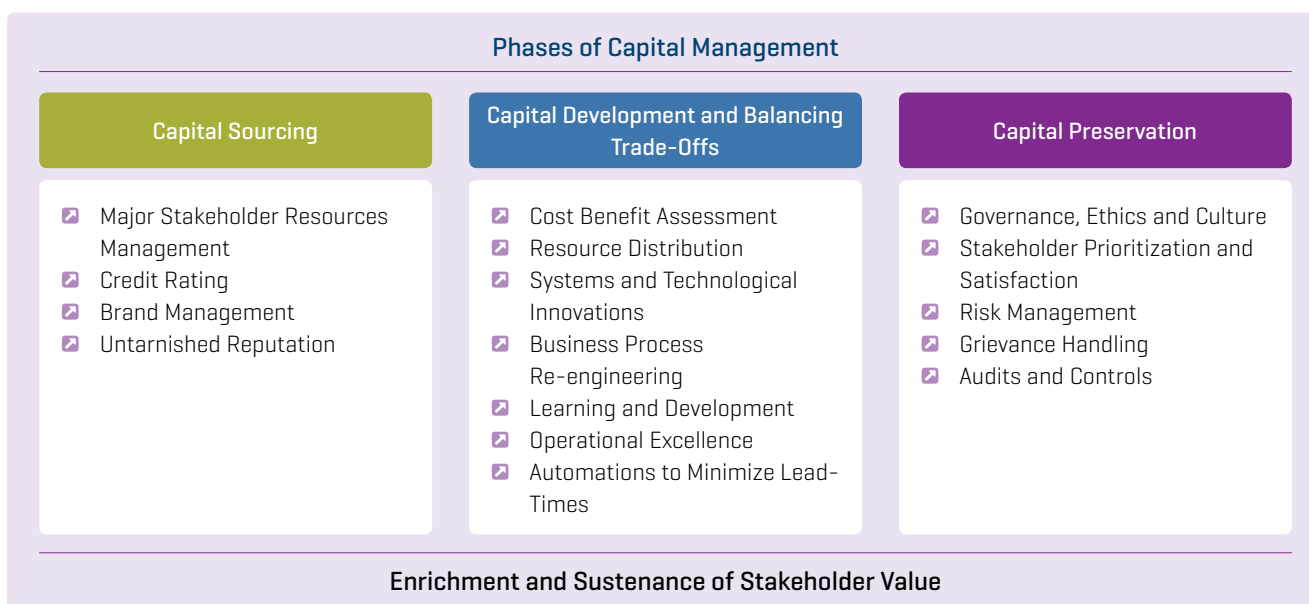 Phases of Capital Management
Capital Sourcing
Major Stakeholder Resources
Management
Credit Rating
Brand Management
Untarnished Reputation
Capital Development and Balancing
Trade-Offs
Cost Benefit Assessment
Resource Distribution
Systems and Technological
Innovations
Business Process
Re-engineering
Learning and Development
Operational Excellence
Automations to Minimize Lead-
Times
Capital Preservation
Governance, Ethics and Culture
Stakeholder Prioritization and
Satisfaction
Risk Management
Grievance Handling
Audits and Controls
Enrichment and Sustenance of Stakeholder Value